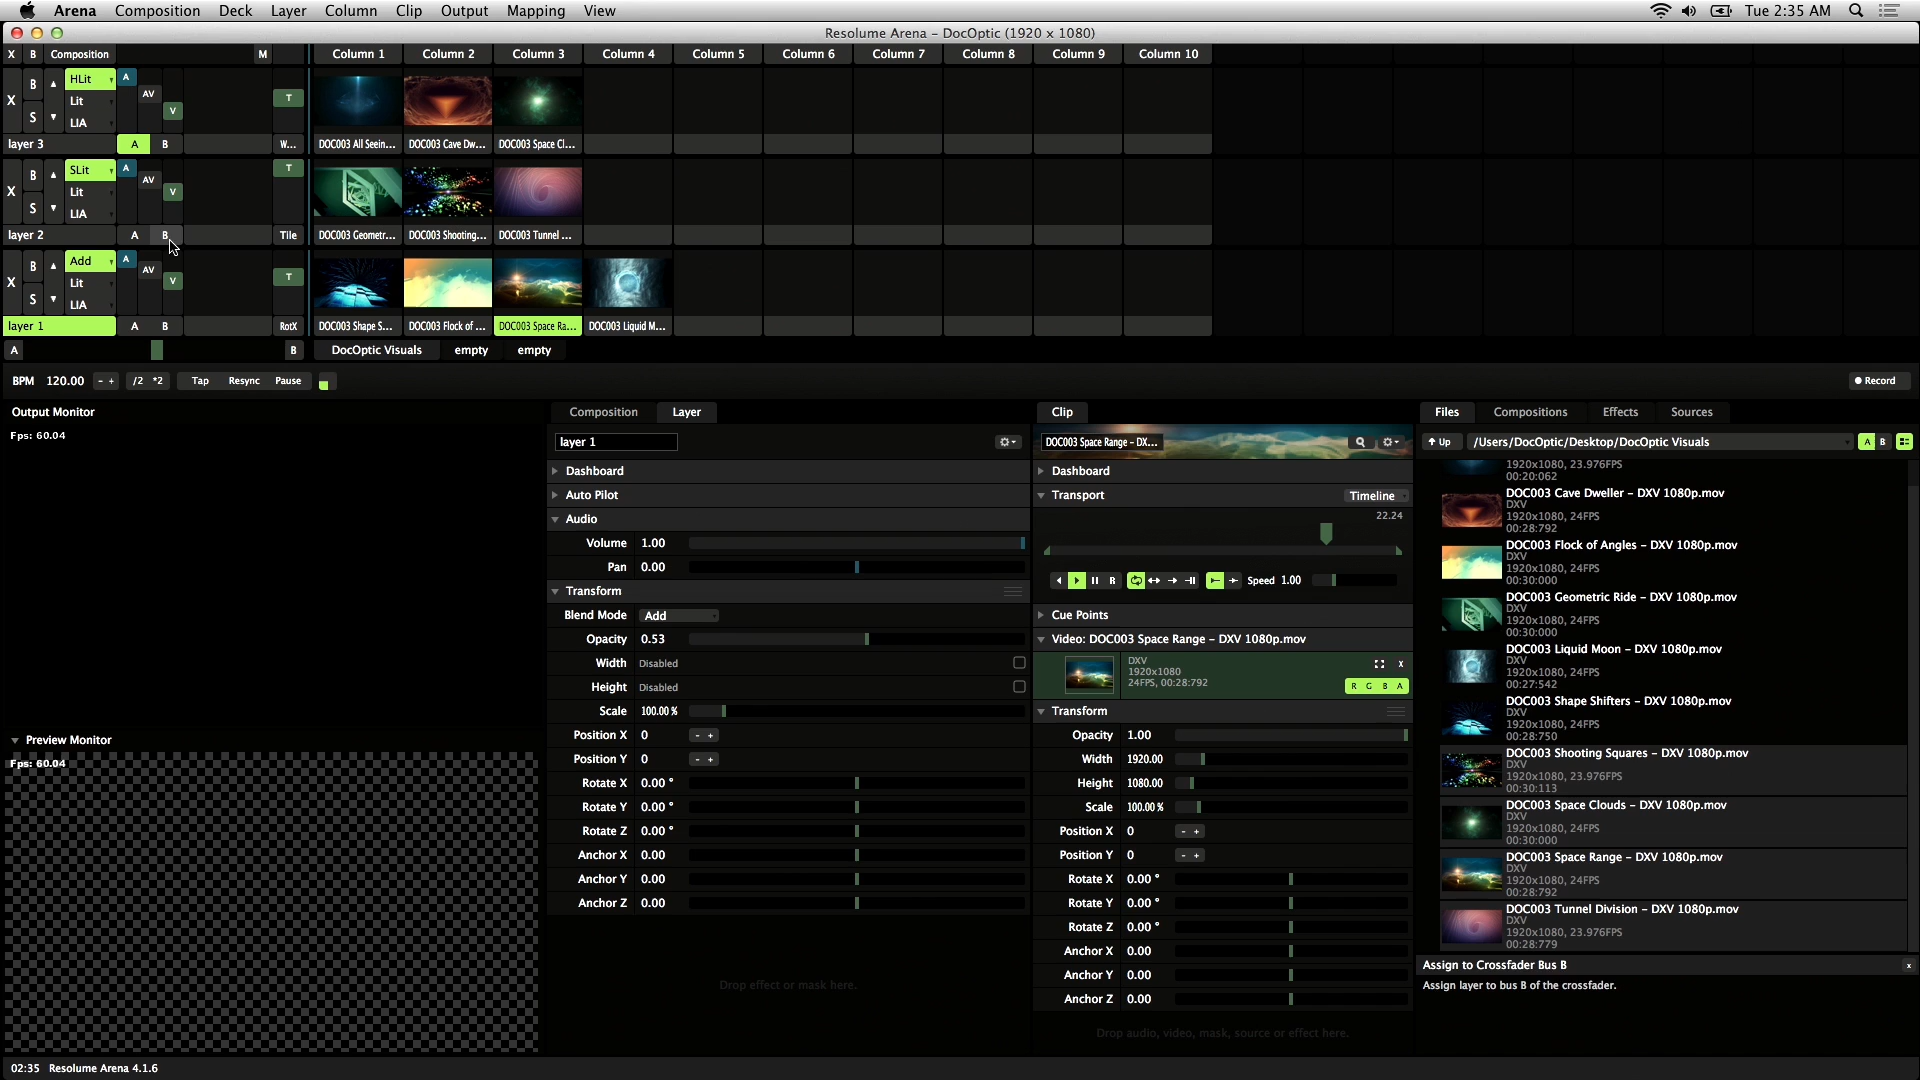 Arena Composition Deck Layer Column Clip Output Mapping View Tue 2:35 AM
Resolume Arena - DocOptic (1920 x 1080)
X B Composition M Column 1 Column 2 Column 3 Column 4 Column 5 Column 6 Column 7 Column 8 Column 9 Column 10
X B S HLit Lit LIA A AV V T
layer 3 A B W... DOC003 All Seein... DOC003 Cave Dw... DOC003 Space Cl...
X B S SLit Lit LIA A AV V T
layer 2 A B Tile DOC003 Geometr... DOC003 Shooting... DOC003 Tunnel ...
X B S Add Lit LIA A AV V T
layer 1 A B RotX DOC003 Shape S... DOC003 Flock of ... DOC003 Space Ra... DOC003 Liquid M...
A B DocOptic Visuals empty empty
BPM 120.00 - + /2 *2 Tap Resync Pause Record
Output Monitor
Fps: 60.04
Preview Monitor
Fps: 60.04
Composition Layer
layer 1
Dashboard
Auto Pilot
Audio
Volume 1.00
Pan 0.00
Transform
Blend Mode Add
Opacity 0.53
Width Disabled
Height Disabled
Scale 100.00 %
Position X 0 - +
Position Y 0 - +
Rotate X 0.00 °
Rotate Y 0.00 °
Rotate Z 0.00 °
Anchor X 0.00
Anchor Y 0.00
Anchor Z 0.00
Drop effect or mask here.
Clip
DOC003 Space Range - DX...
Dashboard
Transport Timeline
22.24
R Speed 1.00
Cue Points
Video: DOC003 Space Range - DXV 1080p.mov
DXV x
1920x1080
24FPS, 00:28:792 R G B A
Transform
Opacity 1.00
Width 1920.00
Height 1080.00
Scale 100.00 %
Position X 0 - +
Position Y 0 - +
Rotate X 0.00 °
Rotate Y 0.00 °
Rotate Z 0.00 °
Anchor X 0.00
Anchor Y 0.00
Anchor Z 0.00
Drop audio, video, mask, source or effect here.
Files Compositions Effects Sources
Up /Users/DocOptic/Desktop/DocOptic Visuals A B
1920x1080, 23.976FPS
00:20:062
DOC003 Cave Dweller - DXV 1080p.mov
DXV
1920x1080, 24FPS
00:28:792
DOC003 Flock of Angles - DXV 1080p.mov
DXV
1920x1080, 24FPS
00:30:000
DOC003 Geometric Ride - DXV 1080p.mov
DXV
1920x1080, 24FPS
00:30:000
DOC003 Liquid Moon - DXV 1080p.mov
DXV
1920x1080, 24FPS
00:27:542
DOC003 Shape Shifters - DXV 1080p.mov
DXV
1920x1080, 24FPS
00:28:750
DOC003 Shooting Squares - DXV 1080p.mov
DXV
1920x1080, 23.976FPS
00:30:113
DOC003 Space Clouds - DXV 1080p.mov
DXV
1920x1080, 24FPS
00:30:000
DOC003 Space Range - DXV 1080p.mov
DXV
1920x1080, 24FPS
00:28:792
DOC003 Tunnel Division - DXV 1080p.mov
DXV
1920x1080, 23.976FPS
00:28:779
Assign to Crossfader Bus B x
Assign layer to bus B of the crossfader.
02:35 Resolume Arena 4.1.6